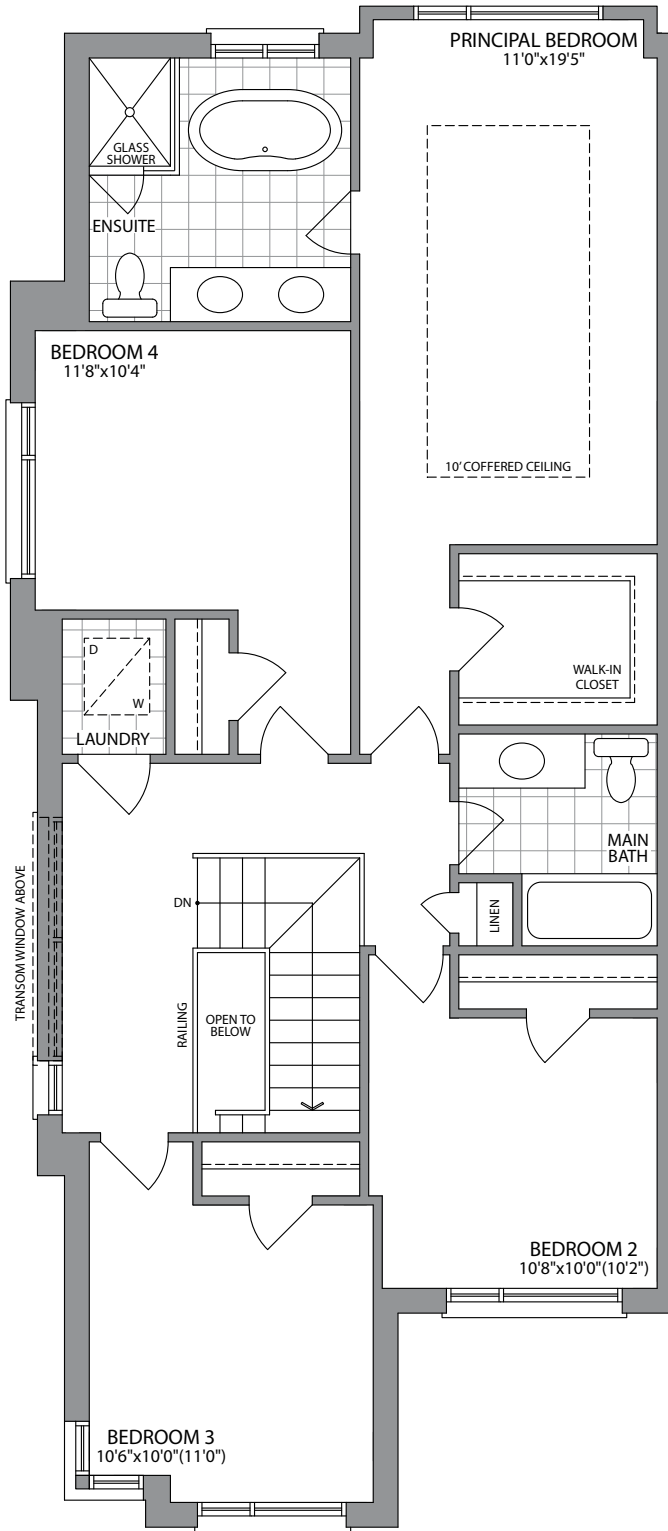 PRINCIPAL BEDROOM
11'0"x19'5"
GLASS
SHOWER
ENSUITE
BEDROOM 4
11'8"x10'4"
10' COFFERED CEILING
D
W
LAUNDRY
WALK-IN
CLOSET
MAIN
BATH
LINEN
TRANSOM WINDOW ABOVE
DN
RAILING
OPEN TO
BELOW
BEDROOM 2
10'8"x10'0"(10'2")
BEDROOM 3
10'6"x10'0"(11'0")